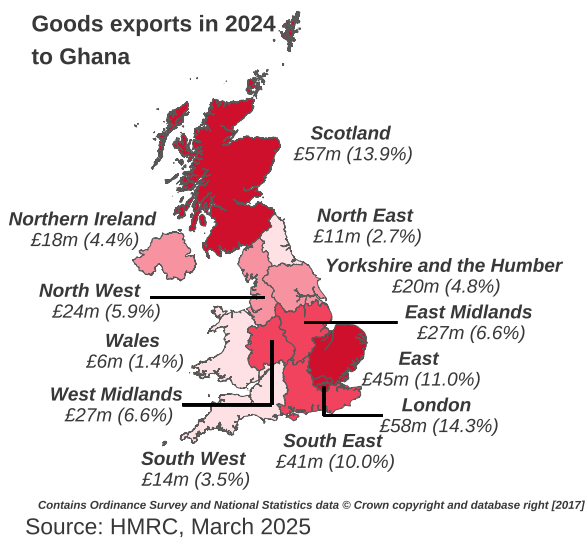 Goods exports in 2024
to Ghana
Scotland
£57m (13.9%)
Northern Ireland
£18m (4.4%)
North East
£11m (2.7%)
Yorkshire and the Humber
£20m (4.8%)
North West
£24m (5.9%)
East Midlands
£27m (6.6%)
Wales
£6m (1.4%)
East
£45m (11.0%)
West Midlands
£27m (6.6%)
London
£58m (14.3%)
South East
£41m (10.0%)
South West
£14m (3.5%)
Contains Ordinance Survey and National Statistics data © Crown copyright and database right [2017]
Source: HMRC, March 2025